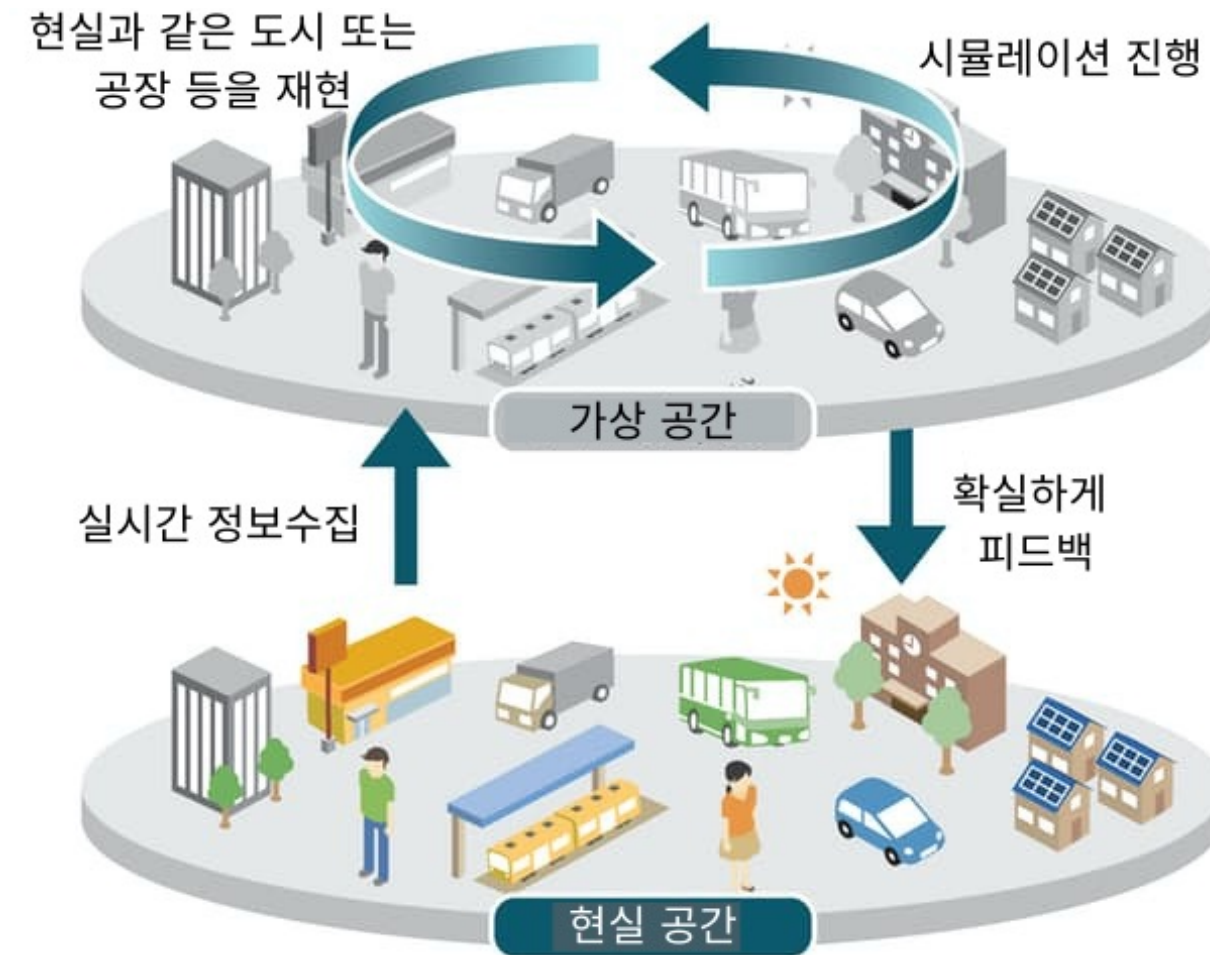 현실과 같은 도시 또는
공장 등을 재현
시뮬레이션 진행
가상 공간
실시간 정보수집
확실하게
피드백
현실 공간